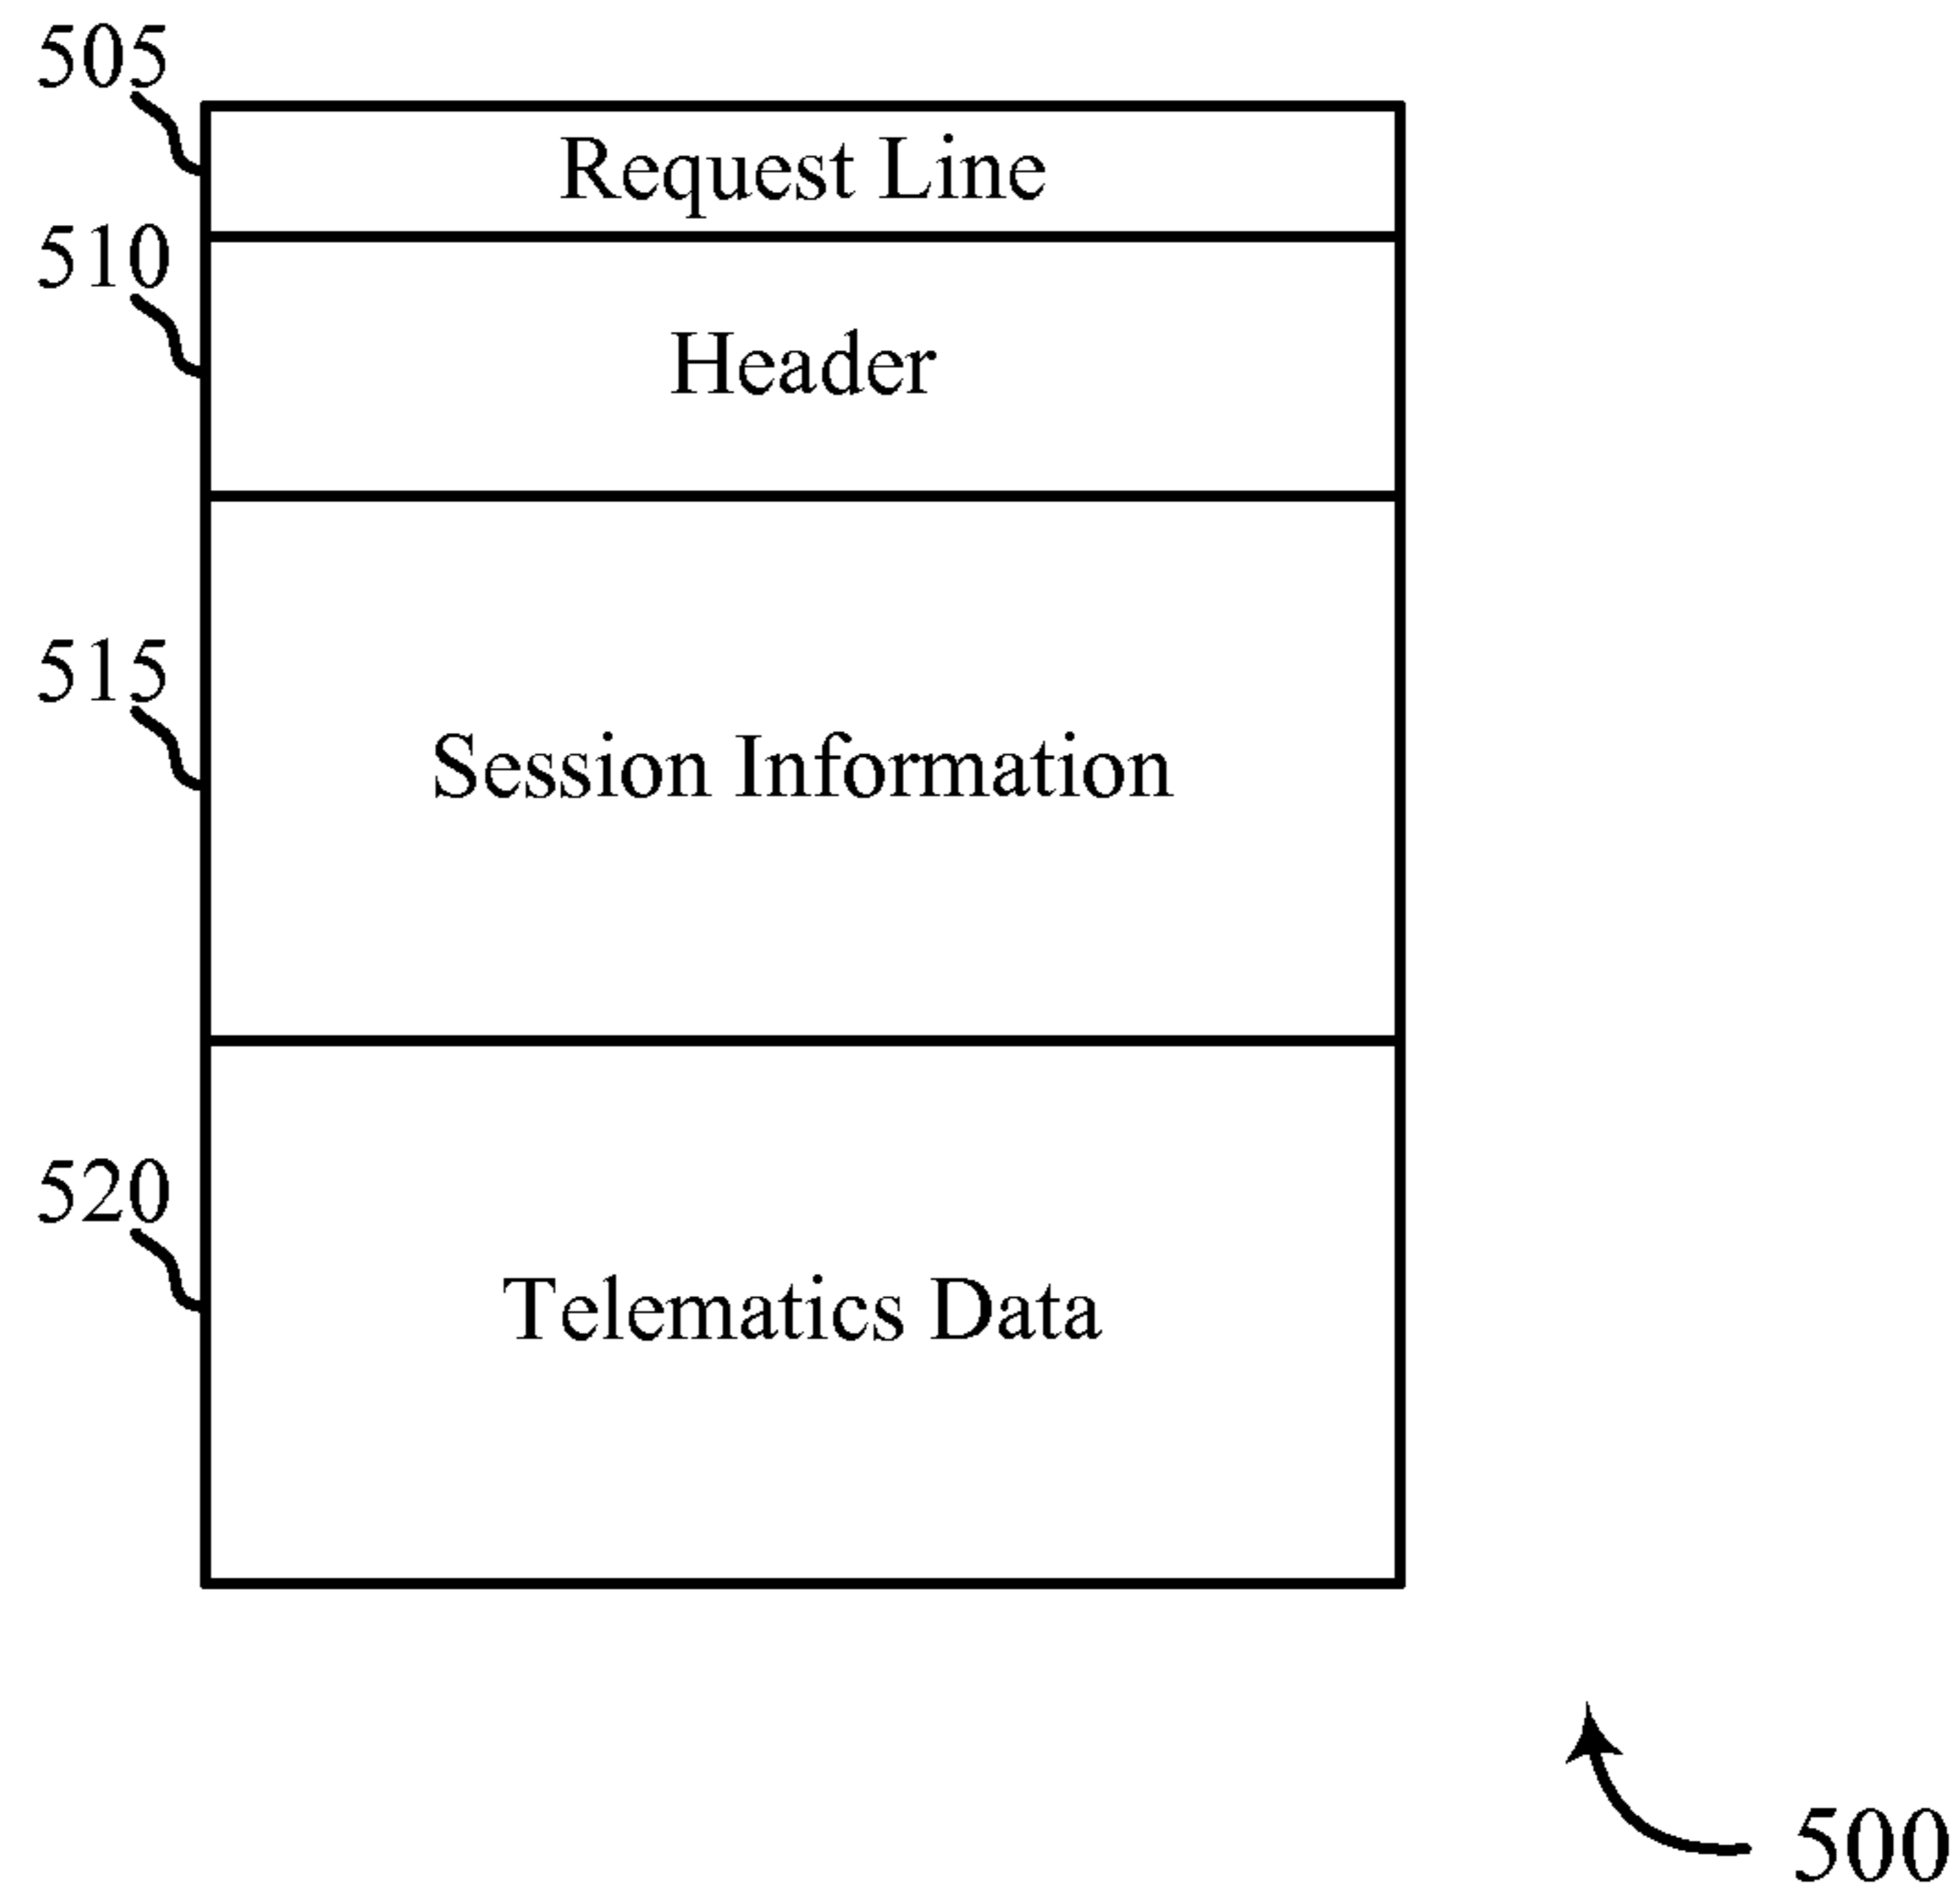 505
Request Line
510
Header
515
Session Information
520
Telematics Data
500